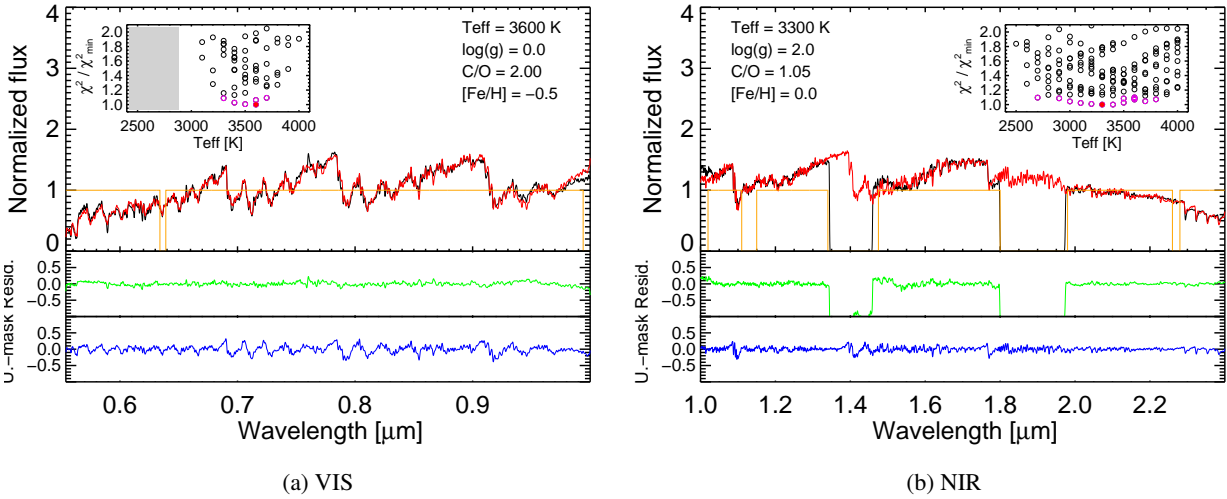 4
3
2
1
0
Normalized flux
2.0
1.8
1.6
1.4
1.2
1.0
χ² / χ²min
2500 3000 3500 4000
Teff [K]
Teff = 3600 K
log(g) = 0.0
C/O = 2.00
[Fe/H] = −0.5
0.5
0.0
−0.5
Resid.
0.5
0.0
−0.5
U.-mask
0.6 0.7 0.8 0.9
Wavelength [μm]
(a) VIS
4
3
2
1
0
Normalized flux
Teff = 3300 K
log(g) = 2.0
C/O = 1.05
[Fe/H] = 0.0
2.0
1.8
1.6
1.4
1.2
1.0
χ² / χ²min
2500 3000 3500 4000
Teff [K]
0.5
0.0
−0.5
Resid.
0.5
0.0
−0.5
U.-mask
1.0 1.2 1.4 1.6 1.8 2.0 2.2
Wavelength [μm]
(b) NIR